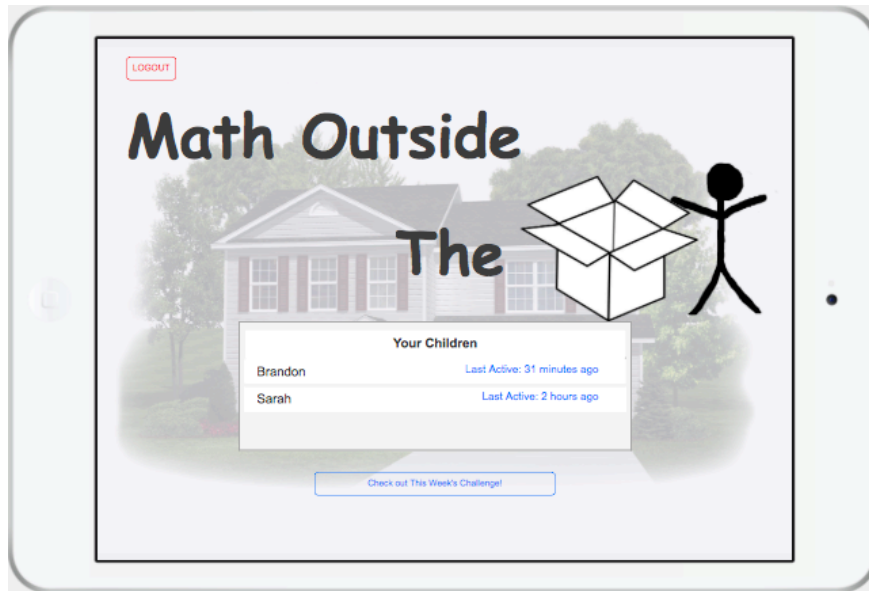 LOGOUT
Math Outside
The
Your Children
Brandon Last Active: 31 minutes ago
Sarah Last Active: 2 hours ago
Check out This Week's Challenge!